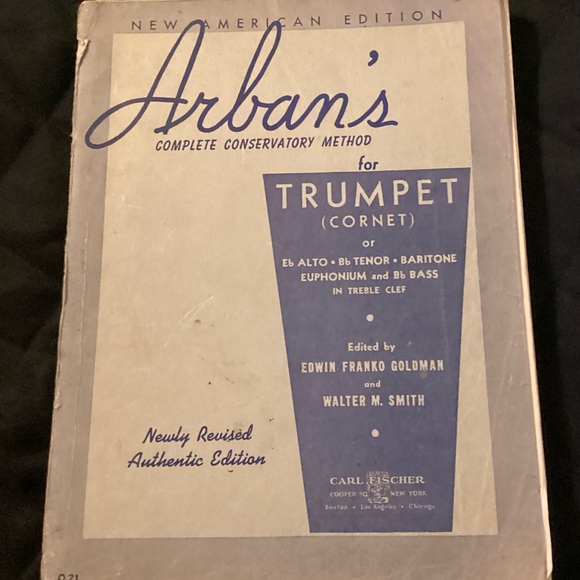 NEW AMERICAN EDITION
Arban's
COMPLETE CONSERVATORY METHOD
for
TRUMPET
(CORNET)
or
E♭ ALTO • B♭ TENOR • BARITONE
EUPHONIUM and B♭ BASS
IN TREBLE CLEF
Edited by
EDWIN FRANKO GOLDMAN
and
WALTER M. SMITH
Newly Revised
Authentic Edition
CARL FISCHER
COOPER SQ. NEW YORK
Boston • Los Angeles • Chicago
O 21